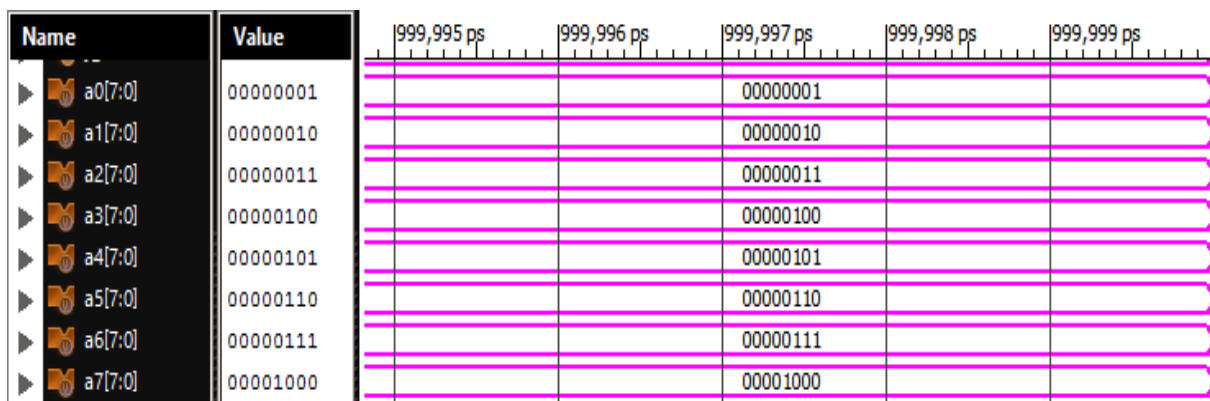 Name Value 999,995 ps 999,996 ps 999,997 ps 999,998 ps 999,999 ps
a0[7:0] 00000001 00000001
a1[7:0] 00000010 00000010
a2[7:0] 00000011 00000011
a3[7:0] 00000100 00000100
a4[7:0] 00000101 00000101
a5[7:0] 00000110 00000110
a6[7:0] 00000111 00000111
a7[7:0] 00001000 00001000